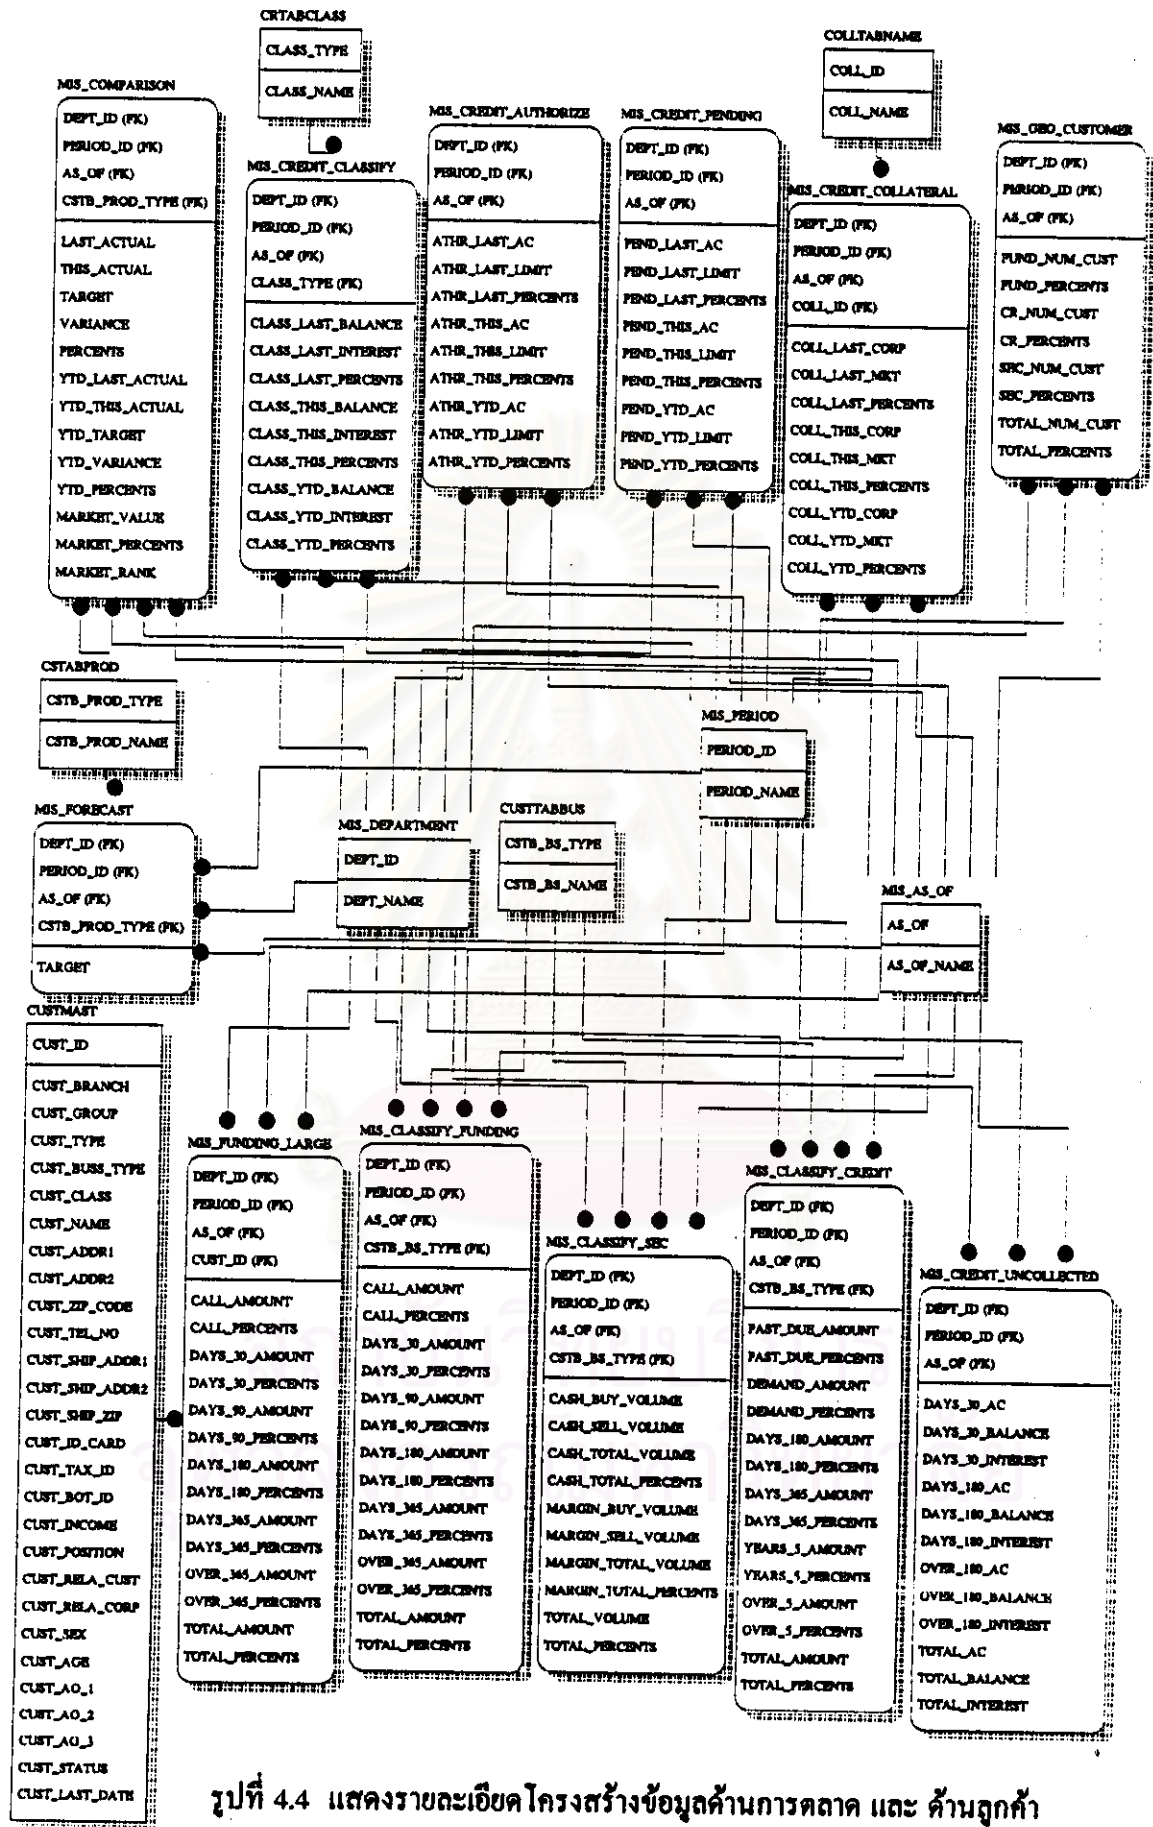 CRTABCLASS
CLASS_TYPE
CLASS_NAME
COLLTABNAME
COLL_ID
COLL_NAME
MIS_COMPARISON
DEPT_ID (FK)
PERIOD_ID (FK)
AS_OF (FK)
CSTB_PROD_TYPE (FK)
LAST_ACTUAL
THIS_ACTUAL
TARGET
VARIANCE
PERCENTS
YTD_LAST_ACTUAL
YTD_THIS_ACTUAL
YTD_TARGET
YTD_VARIANCE
YTD_PERCENTS
MARKET_VALUE
MARKET_PERCENTS
MARKET_RANK
MIS_CREDIT_CLASSIFY
DEPT_ID (FK)
PERIOD_ID (FK)
AS_OF (FK)
CLASS_TYPE (FK)
CLASS_LAST_BALANCE
CLASS_LAST_INTEREST
CLASS_LAST_PERCENTS
CLASS_THIS_BALANCE
CLASS_THIS_INTEREST
CLASS_THIS_PERCENTS
CLASS_YTD_BALANCE
CLASS_YTD_INTEREST
CLASS_YTD_PERCENTS
MIS_CREDIT_AUTHORIZE
DEPT_ID (FK)
PERIOD_ID (FK)
AS_OF (FK)
ATHR_LAST_AC
ATHR_LAST_LIMIT
ATHR_LAST_PERCENTS
ATHR_THIS_AC
ATHR_THIS_LIMIT
ATHR_THIS_PERCENTS
ATHR_YTD_AC
ATHR_YTD_LIMIT
ATHR_YTD_PERCENTS
MIS_CREDIT_PENDING
DEPT_ID (FK)
PERIOD_ID (FK)
AS_OF (FK)
PEND_LAST_AC
PEND_LAST_LIMIT
PEND_LAST_PERCENTS
PEND_THIS_AC
PEND_THIS_LIMIT
PEND_THIS_PERCENTS
PEND_YTD_AC
PEND_YTD_LIMIT
PEND_YTD_PERCENTS
MIS_CREDIT_COLLATERAL
DEPT_ID (FK)
PERIOD_ID (FK)
AS_OF (FK)
COLL_ID (FK)
COLL_LAST_CORP
COLL_LAST_MKT
COLL_LAST_PERCENTS
COLL_THIS_CORP
COLL_THIS_MKT
COLL_THIS_PERCENTS
COLL_YTD_CORP
COLL_YTD_MKT
COLL_YTD_PERCENTS
MIS_GEO_CUSTOMER
DEPT_ID (FK)
PERIOD_ID (FK)
AS_OF (FK)
FUND_NUM_CUST
FUND_PERCENTS
CR_NUM_CUST
CR_PERCENTS
SEC_NUM_CUST
SEC_PERCENTS
TOTAL_NUM_CUST
TOTAL_PERCENTS
CSTABPROD
CSTB_PROD_TYPE
CSTB_PROD_NAME
MIS_PERIOD
PERIOD_ID
PERIOD_NAME
MIS_FORECAST
DEPT_ID (FK)
PERIOD_ID (FK)
AS_OF (FK)
CSTB_PROD_TYPE (FK)
TARGET
MIS_DEPARTMENT
DEPT_ID
DEPT_NAME
CUSTTABBUS
CSTB_BS_TYPE
CSTB_BS_NAME
MIS_AS_OF
AS_OF
AS_OF_NAME
CUSTMAST
CUST_ID
CUST_BRANCH
CUST_GROUP
CUST_TYPE
CUST_BUSS_TYPE
CUST_CLASS
CUST_NAME
CUST_ADDR1
CUST_ADDR2
CUST_ZIP_CODE
CUST_TEL_NO
CUST_SHIP_ADDR1
CUST_SHIP_ADDR2
CUST_SHIP_ZIP
CUST_ID_CARD
CUST_TAX_ID
CUST_BOT_ID
CUST_INCOME
CUST_POSITION
CUST_RELA_CUST
CUST_RELA_CORP
CUST_SEX
CUST_AGE
CUST_AO_1
CUST_AO_2
CUST_AO_3
CUST_STATUS
CUST_LAST_DATE
MIS_FUNDING_LARGE
DEPT_ID (FK)
PERIOD_ID (FK)
AS_OF (FK)
CUST_ID (FK)
CALL_AMOUNT
CALL_PERCENTS
DAYS_30_AMOUNT
DAYS_30_PERCENTS
DAYS_90_AMOUNT
DAYS_90_PERCENTS
DAYS_180_AMOUNT
DAYS_180_PERCENTS
DAYS_365_AMOUNT
DAYS_365_PERCENTS
OVER_365_AMOUNT
OVER_365_PERCENTS
TOTAL_AMOUNT
TOTAL_PERCENTS
MIS_CLASSIFY_FUNDING
DEPT_ID (FK)
PERIOD_ID (FK)
AS_OF (FK)
CSTB_BS_TYPE (FK)
CALL_AMOUNT
CALL_PERCENTS
DAYS_30_AMOUNT
DAYS_30_PERCENTS
DAYS_90_AMOUNT
DAYS_90_PERCENTS
DAYS_180_AMOUNT
DAYS_180_PERCENTS
DAYS_365_AMOUNT
DAYS_365_PERCENTS
OVER_365_AMOUNT
OVER_365_PERCENTS
TOTAL_AMOUNT
TOTAL_PERCENTS
MIS_CLASSIFY_SEC
DEPT_ID (FK)
PERIOD_ID (FK)
AS_OF (FK)
CSTB_BS_TYPE (FK)
CASH_BUY_VOLUME
CASH_SELL_VOLUME
CASH_TOTAL_VOLUME
CASH_TOTAL_PERCENTS
MARGIN_BUY_VOLUME
MARGIN_SELL_VOLUME
MARGIN_TOTAL_VOLUME
MARGIN_TOTAL_PERCENTS
TOTAL_VOLUME
TOTAL_PERCENTS
MIS_CLASSIFY_CREDIT
DEPT_ID (FK)
PERIOD_ID (FK)
AS_OF (FK)
CSTB_BS_TYPE (FK)
PAST_DUE_AMOUNT
PAST_DUE_PERCENTS
DEMAND_AMOUNT
DEMAND_PERCENTS
DAYS_180_AMOUNT
DAYS_180_PERCENTS
DAYS_365_AMOUNT
DAYS_365_PERCENTS
YEARS_5_AMOUNT
YEARS_5_PERCENTS
OVER_5_AMOUNT
OVER_5_PERCENTS
TOTAL_AMOUNT
TOTAL_PERCENTS
MIS_CREDIT_UNCOLLECTED
DEPT_ID (FK)
PERIOD_ID (FK)
AS_OF (FK)
DAYS_30_AC
DAYS_30_BALANCE
DAYS_30_INTEREST
DAYS_180_AC
DAYS_180_BALANCE
DAYS_180_INTEREST
OVER_180_AC
OVER_180_BALANCE
OVER_180_INTEREST
TOTAL_AC
TOTAL_BALANCE
TOTAL_INTEREST
รูปที่ 4.4 แสดงรายละเอียดโครงสร้างข้อมูลด้านการตลาด และ ด้านลูกค้า